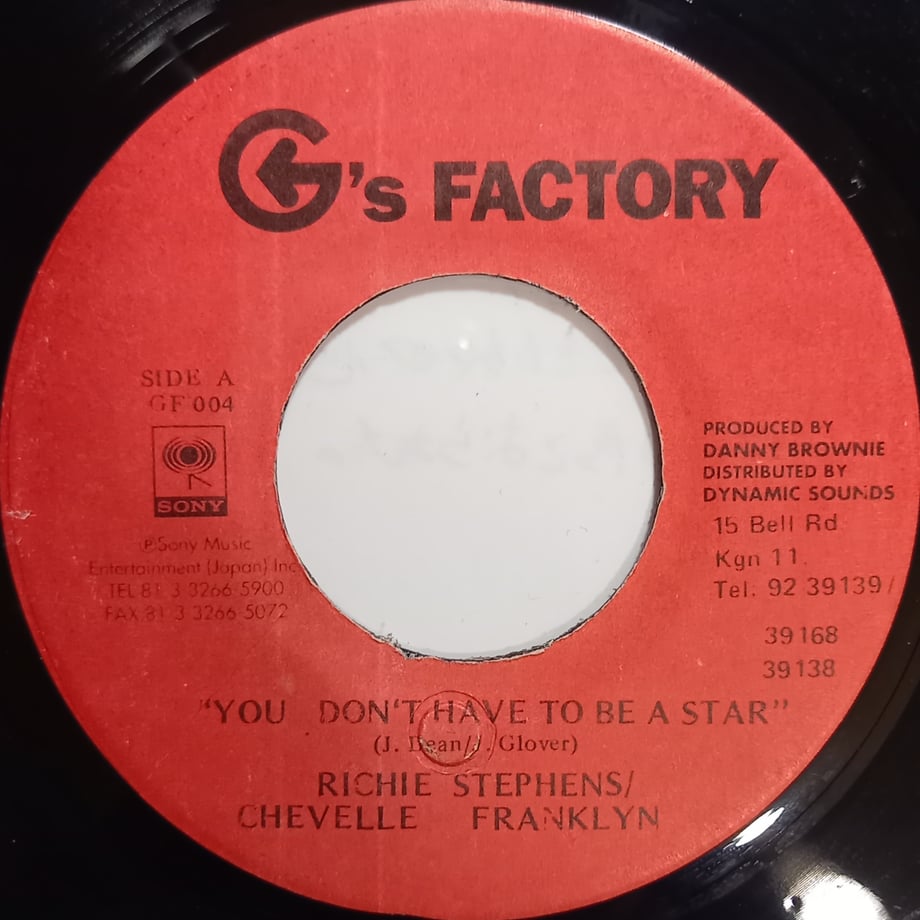 G's FACTORY
SIDE A
GF 004
SONY
℗Sony Music
Entertainment (Japan) Inc
TEL 81 3 3266-5900
FAX 81 3 3266-5072
PRODUCED BY
DANNY BROWNIE
DISTRIBUTED BY
DYNAMIC SOUNDS
15 Bell Rd
Kgn 11.
Tel: 92 39139/
39168
39138
"YOU DON'T HAVE TO BE A STAR"
(J. Dean/J. Glover)
RICHIE STEPHENS/
CHEVELLE FRANKLYN